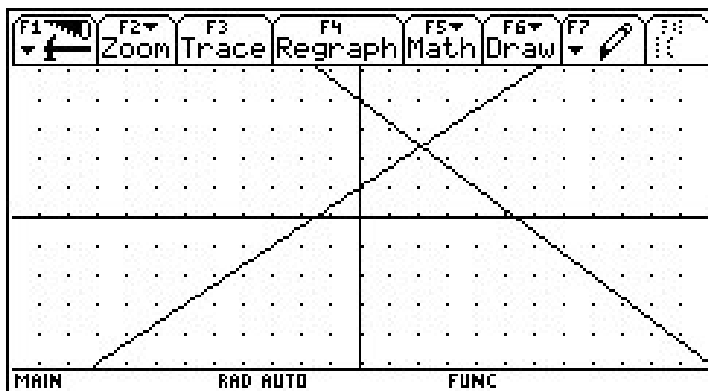 F1 F2 F3 F4 F5 F6 F7
Zoom Trace Regraph Math Draw
MAIN RAD AUTO FUNC